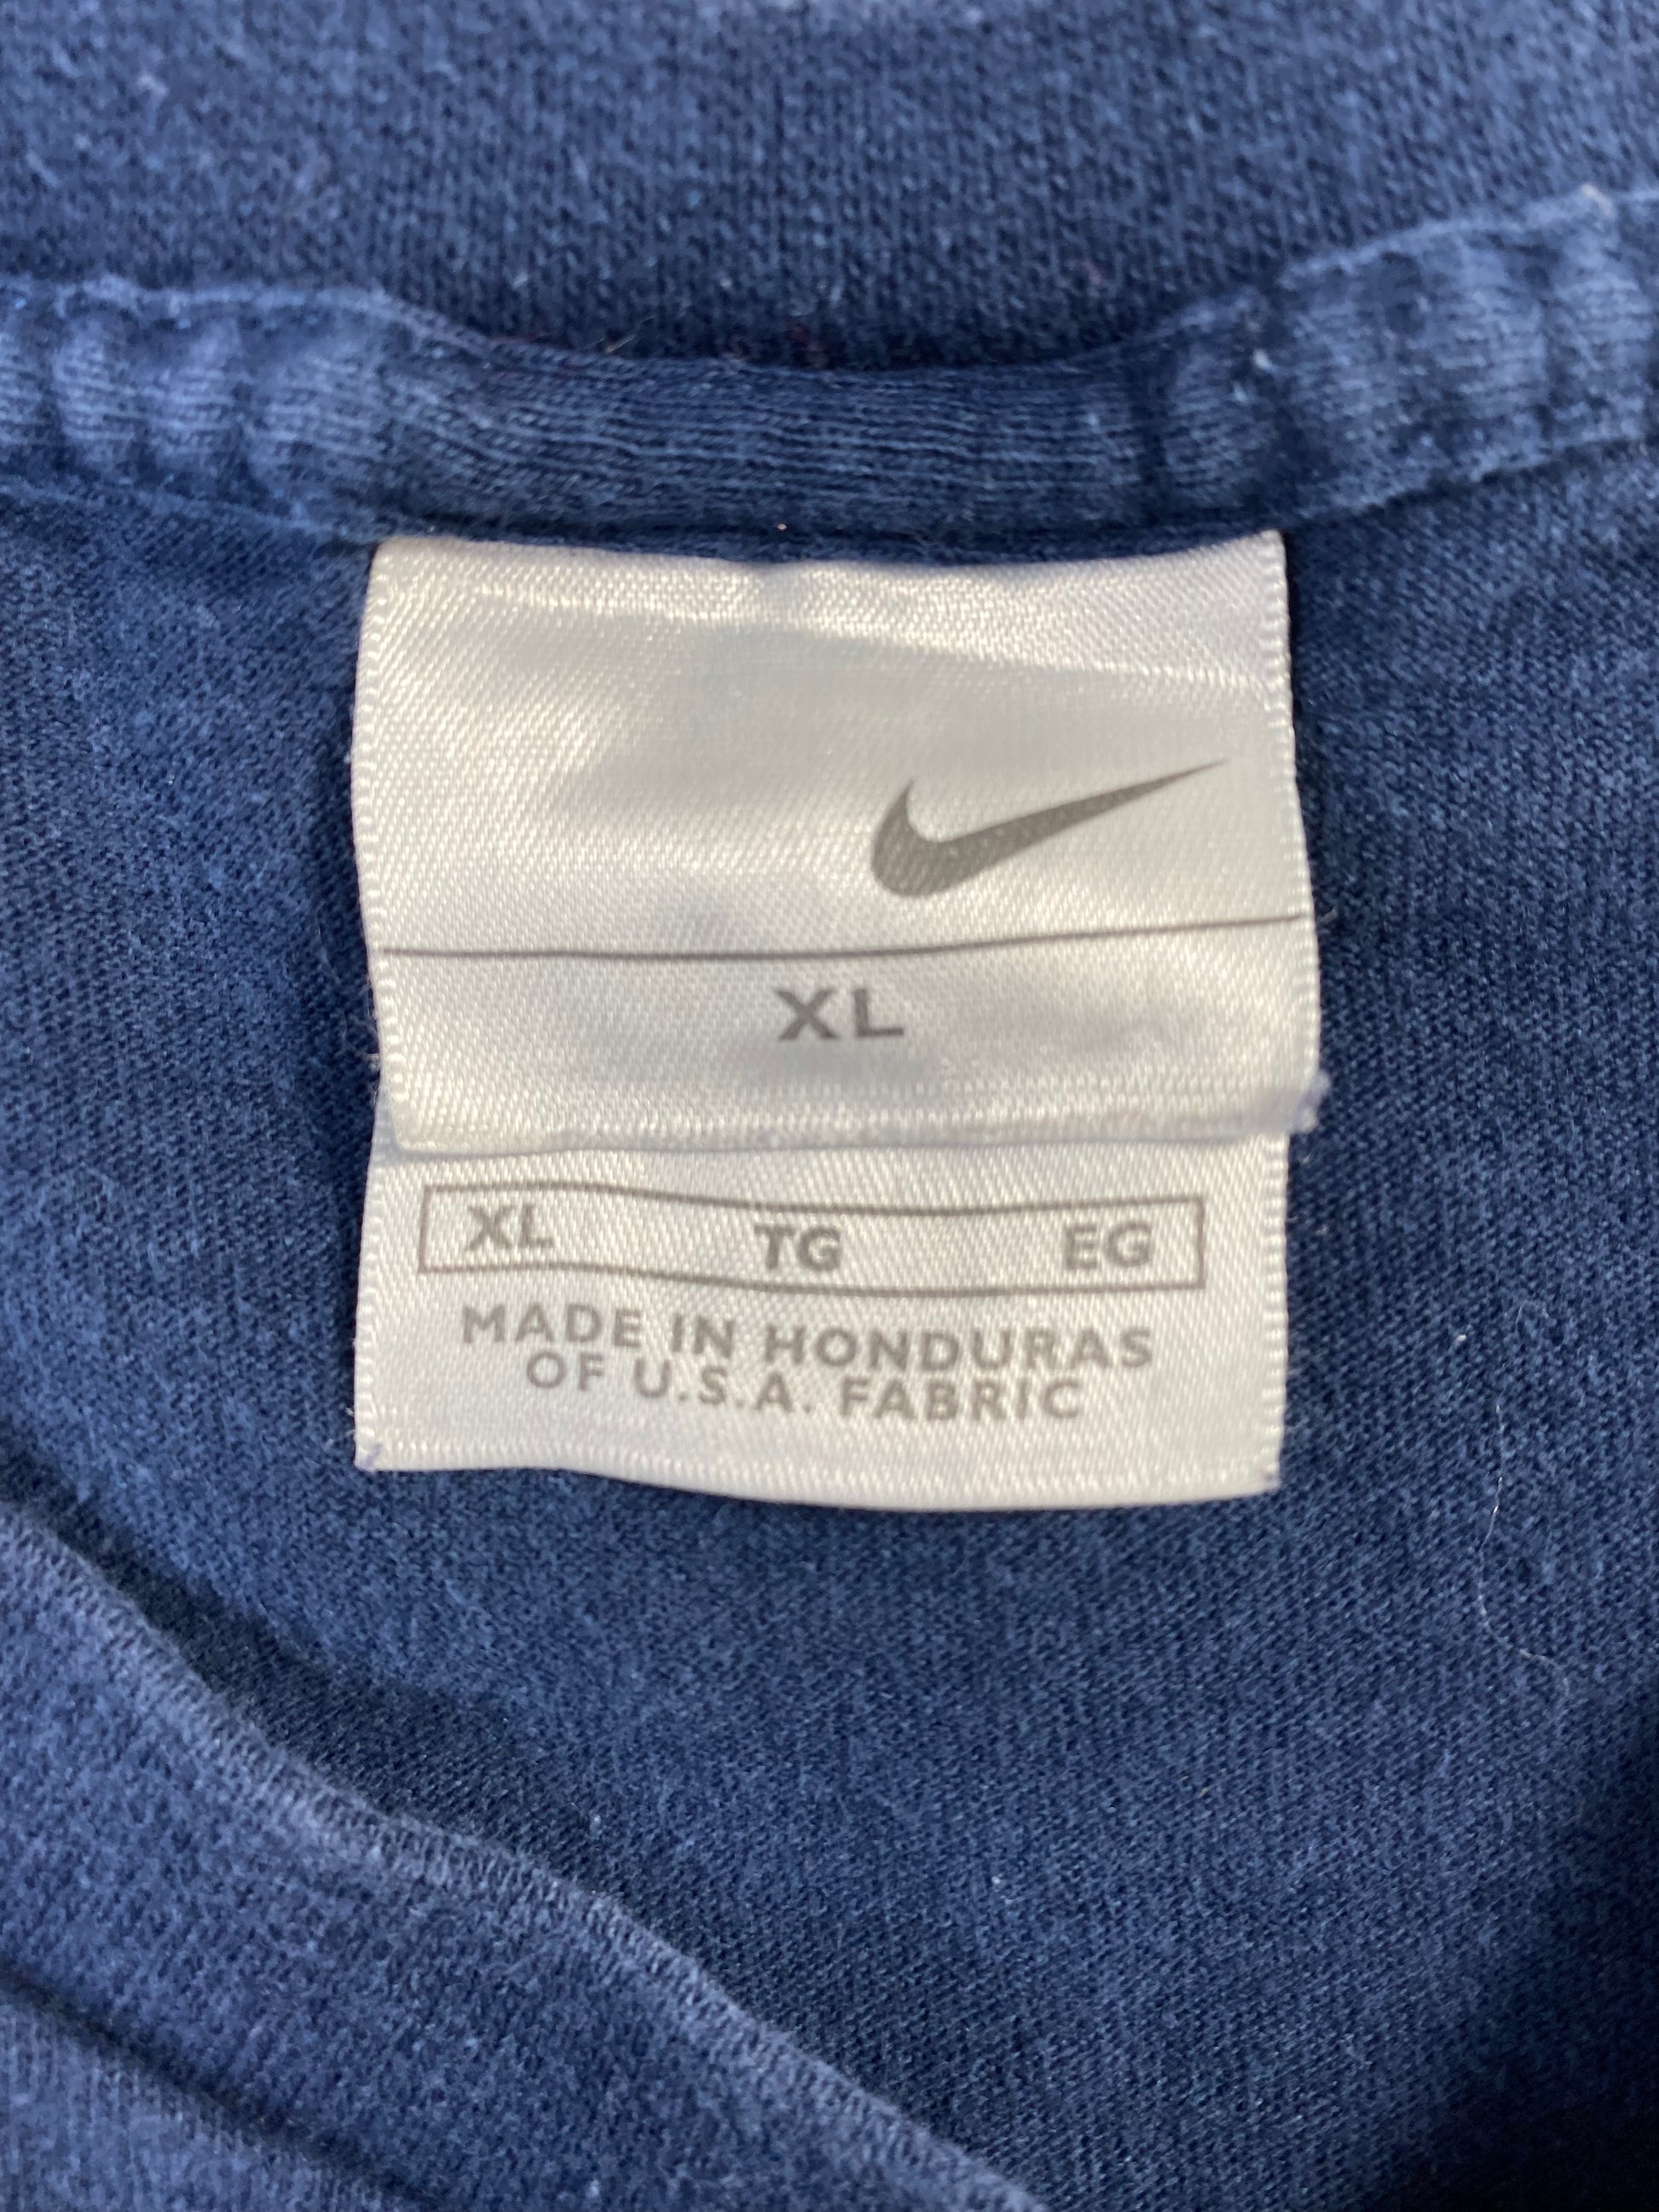 XL
XL TG EG
MADE IN HONDURAS
OF U.S.A. FABRIC